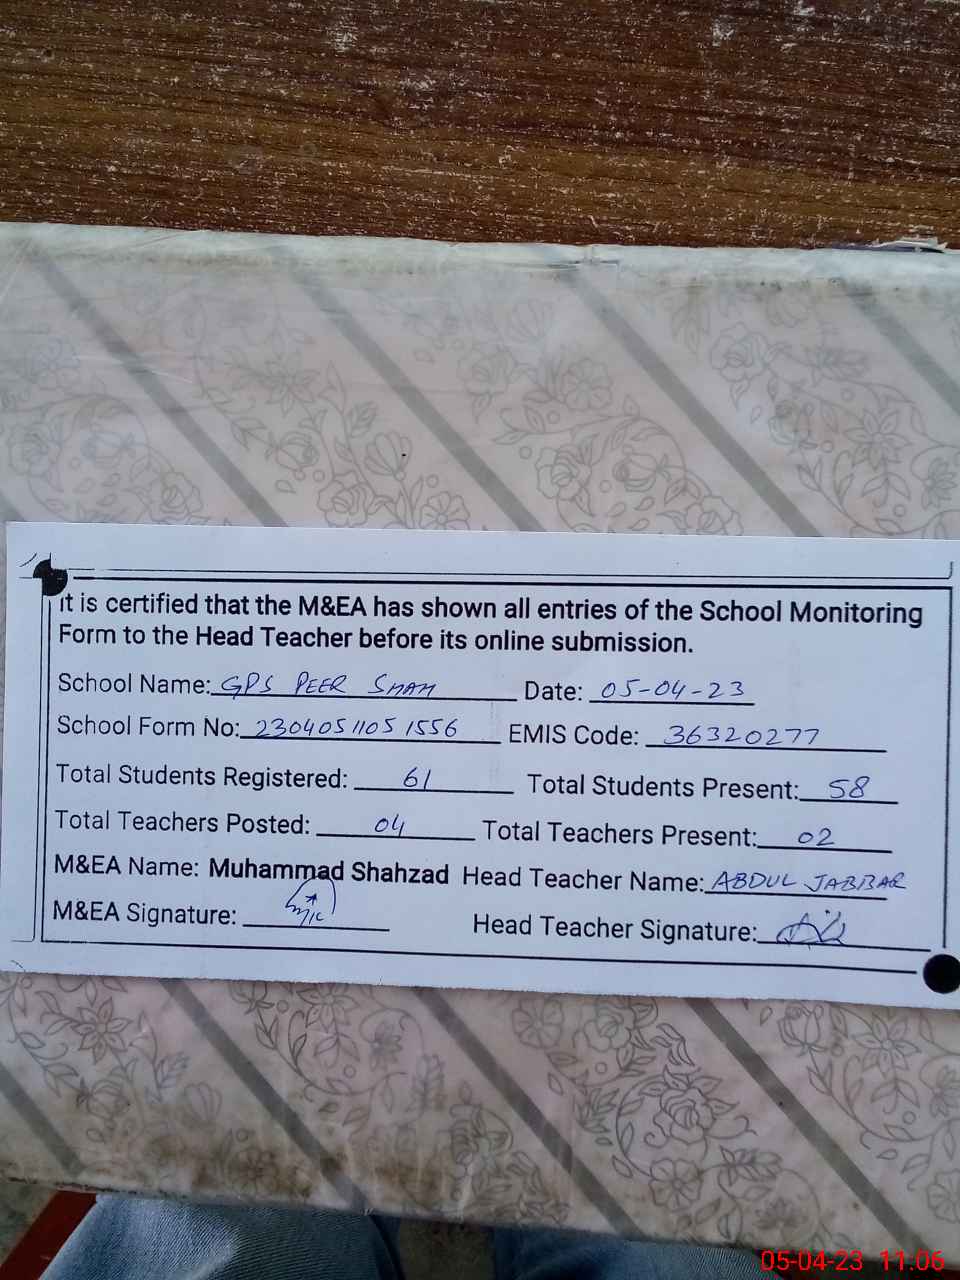 It is certified that the M&EA has shown all entries of the School Monitoring
Form to the Head Teacher before its online submission.
School Name: GPS PEER SHAH Date: 05-04-23
School Form No: 23040511051556 EMIS Code: 36320277
Total Students Registered: 61 Total Students Present: 58
Total Teachers Posted: 04 Total Teachers Present: 02
M&EA Name: Muhammad Shahzad Head Teacher Name: ABDUL JABBAR
M&EA Signature: Head Teacher Signature:
05-04-23 11:06